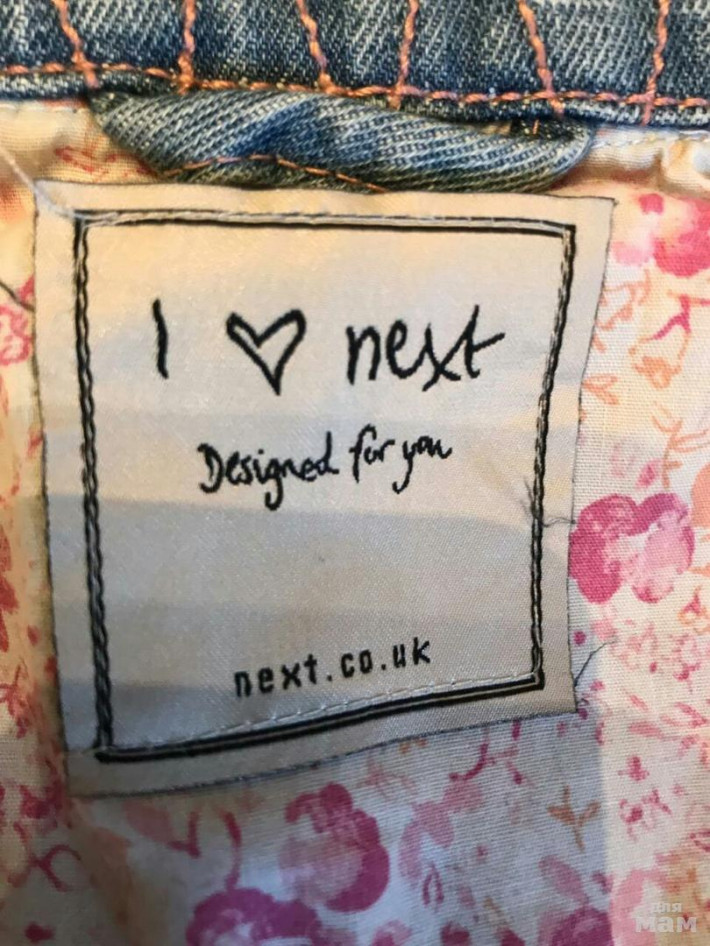 I ♡ next
Designed for you
next.co.uk
для
мам